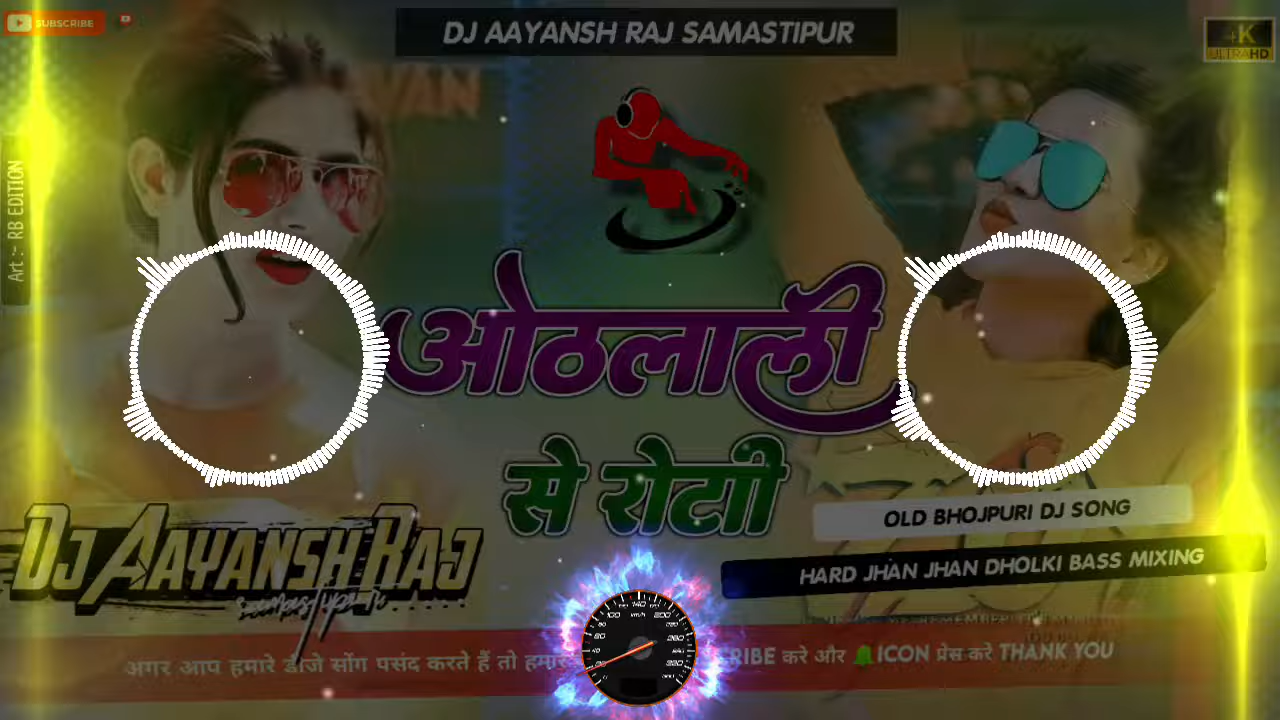 SUBSCRIBE
DJ AAYANSH RAJ SAMASTIPUR
4K
ULTRA HD
Art :- RB EDITION
ओठलाली
से रोटी
OLD BHOJPURI DJ SONG
HARD JHAN JHAN DHOLKI BASS MIXING
DJ AAYANSH RAJ
Samastipur
अगर आप हमारे डीजे सोंग पसंद करते हैं तो हमारे
RIBE करे और 🔔ICON प्रेस करे THANK YOU